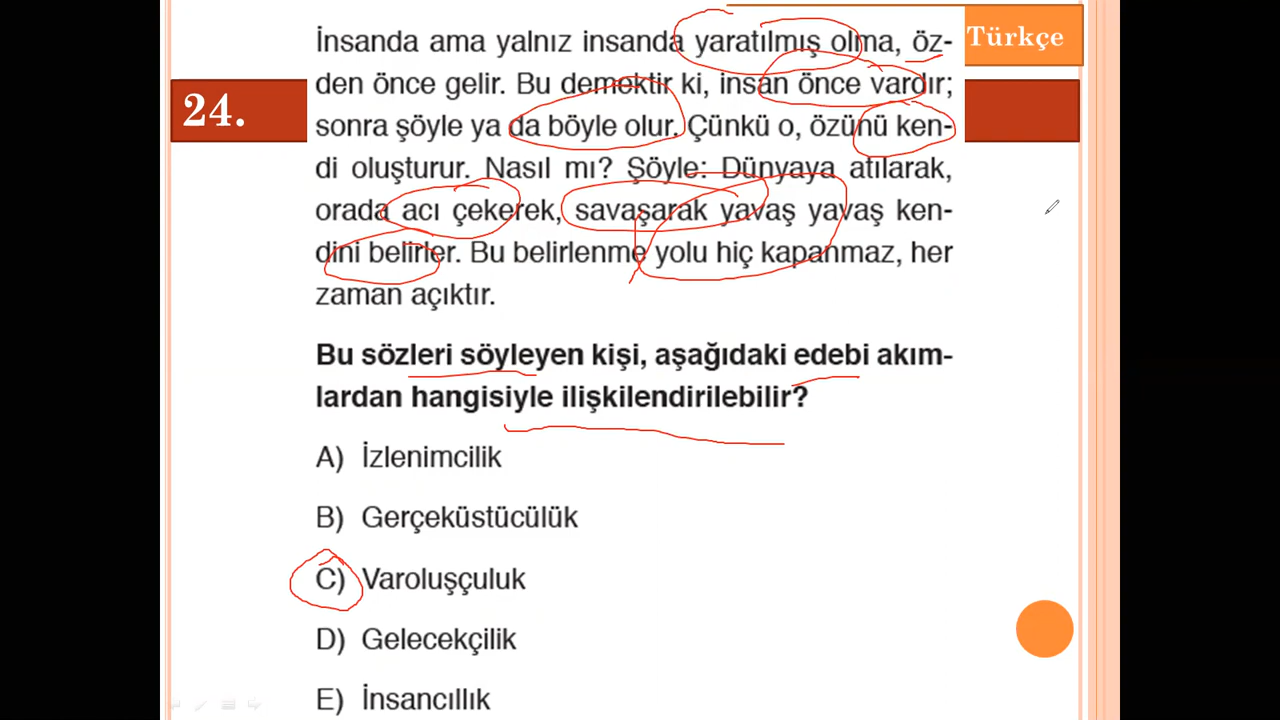 Türkçe
24.
İnsanda ama yalnız insanda yaratılmış olma, öz-
den önce gelir. Bu demektir ki, insan önce vardır;
sonra şöyle ya da böyle olur. Çünkü o, özünü ken-
di oluşturur. Nasıl mı? Şöyle: Dünyaya atılarak,
orada acı çekerek, savaşarak yavaş yavaş ken-
dini belirler. Bu belirlenme yolu hiç kapanmaz, her
zaman açıktır.
Bu sözleri söyleyen kişi, aşağıdaki edebi akım-
lardan hangisiyle ilişkilendirilebilir?
A) İzlenimcilik
B) Gerçeküstücülük
C) Varoluşçuluk
D) Gelecekçilik
E) İnsancıllık